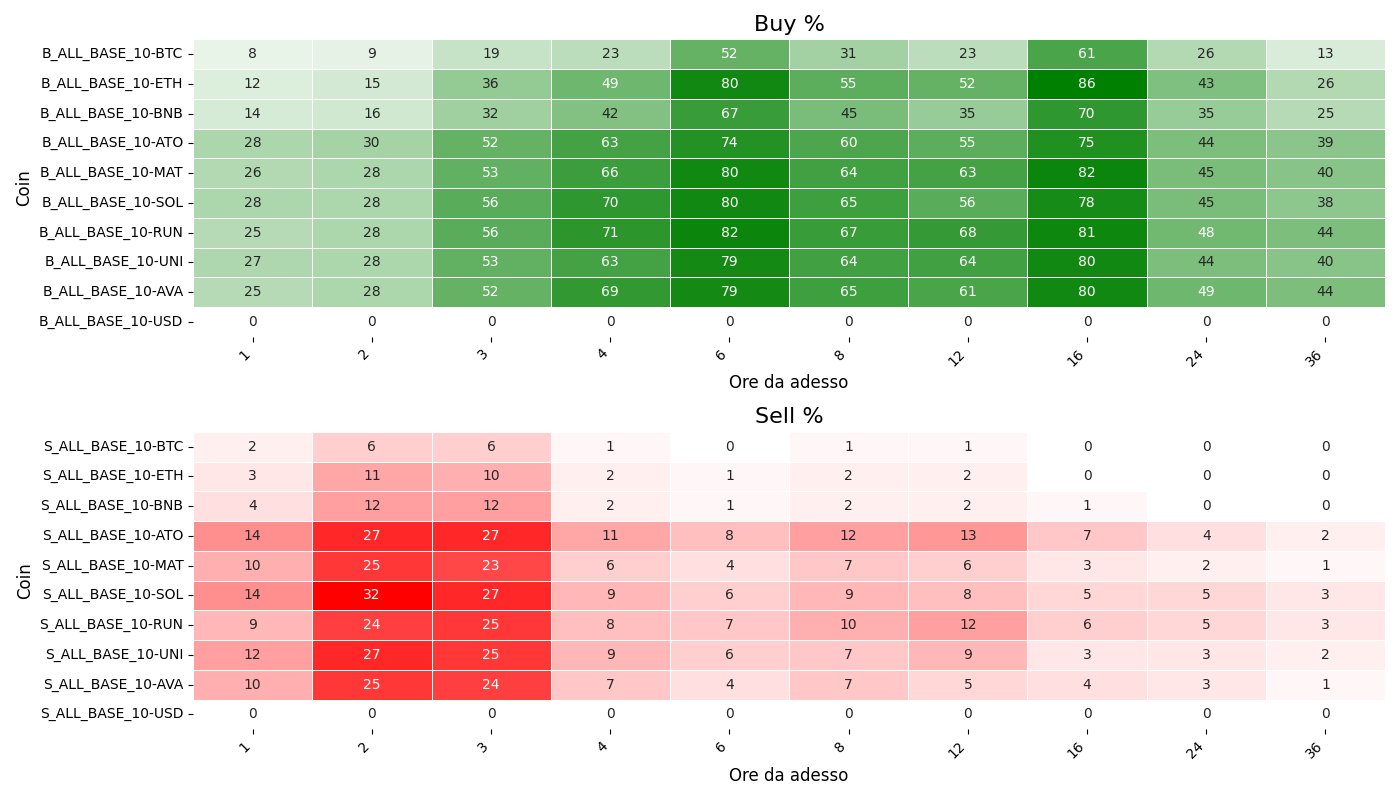 Buy %
Coin
B_ALL_BASE_10-BTC 8 9 19 23 52 31 23 61 26 13
B_ALL_BASE_10-ETH 12 15 36 49 80 55 52 86 43 26
B_ALL_BASE_10-BNB 14 16 32 42 67 45 35 70 35 25
B_ALL_BASE_10-ATO 28 30 52 63 74 60 55 75 44 39
B_ALL_BASE_10-MAT 26 28 53 66 80 64 63 82 45 40
B_ALL_BASE_10-SOL 28 28 56 70 80 65 56 78 45 38
B_ALL_BASE_10-RUN 25 28 56 71 82 67 68 81 48 44
B_ALL_BASE_10-UNI 27 28 53 63 79 64 64 80 44 40
B_ALL_BASE_10-AVA 25 28 52 69 79 65 61 80 49 44
B_ALL_BASE_10-USD 0 0 0 0 0 0 0 0 0 0
1 2 3 4 6 8 12 16 24 36
Ore da adesso
Sell %
Coin
S_ALL_BASE_10-BTC 2 6 6 1 0 1 1 0 0 0
S_ALL_BASE_10-ETH 3 11 10 2 1 2 2 0 0 0
S_ALL_BASE_10-BNB 4 12 12 2 1 2 2 1 0 0
S_ALL_BASE_10-ATO 14 27 27 11 8 12 13 7 4 2
S_ALL_BASE_10-MAT 10 25 23 6 4 7 6 3 2 1
S_ALL_BASE_10-SOL 14 32 27 9 6 9 8 5 5 3
S_ALL_BASE_10-RUN 9 24 25 8 7 10 12 6 5 3
S_ALL_BASE_10-UNI 12 27 25 9 6 7 9 3 3 2
S_ALL_BASE_10-AVA 10 25 24 7 4 7 5 4 3 1
S_ALL_BASE_10-USD 0 0 0 0 0 0 0 0 0 0
1 2 3 4 6 8 12 16 24 36
Ore da adesso